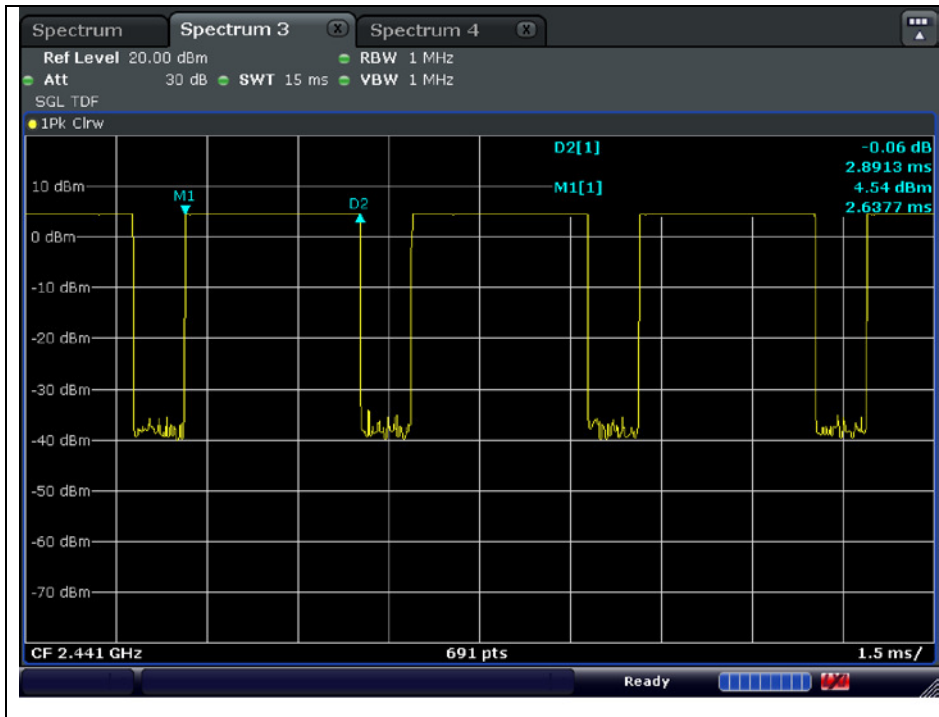 Spectrum Spectrum 3 X Spectrum 4 X
Ref Level 20.00 dBm RBW 1 MHz
Att 30 dB SWT 15 ms VBW 1 MHz
SGL TDF
1Pk Clrw
D2[1] -0.06 dB
2.8913 ms
10 dBm M1[1] 4.54 dBm
2.6377 ms
M1
D2
0 dBm
-10 dBm
-20 dBm
-30 dBm
-40 dBm
-50 dBm
-60 dBm
-70 dBm
CF 2.441 GHz 691 pts 1.5 ms/
Ready